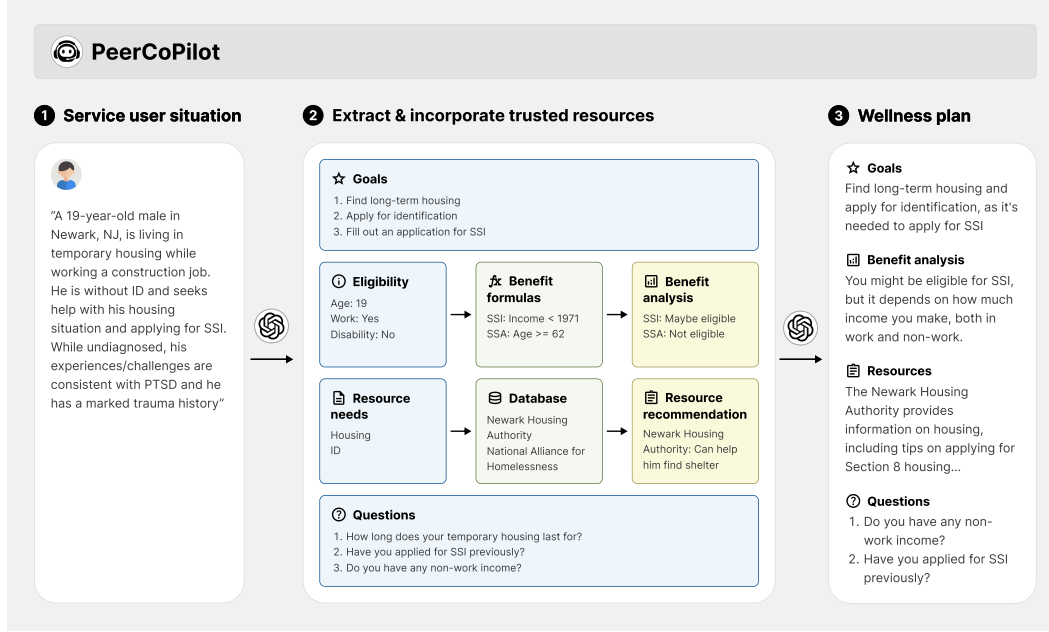 PeerCoPilot
1 Service user situation
“A 19-year-old male in
Newark, NJ, is living in
temporary housing while
working a construction job.
He is without ID and seeks
help with his housing
situation and applying for SSI.
While undiagnosed, his
experiences/challenges are
consistent with PTSD and he
has a marked trauma history”
2 Extract & incorporate trusted resources
Goals
1. Find long-term housing
2. Apply for identification
3. Fill out an application for SSI
Eligibility
Age: 19
Work: Yes
Disability: No
fx Benefit
formulas
SSI: Income < 1971
SSA: Age >= 62
Benefit
analysis
SSI: Maybe eligible
SSA: Not eligible
Resource
needs
Housing
ID
Database
Newark Housing
Authority
National Alliance for
Homelessness
Resource
recommendation
Newark Housing
Authority: Can help
him find shelter
Questions
1. How long does your temporary housing last for?
2. Have you applied for SSI previously?
3. Do you have any non-work income?
3 Wellness plan
Goals
Find long-term housing and
apply for identification, as it's
needed to apply for SSI
Benefit analysis
You might be eligible for SSI,
but it depends on how much
income you make, both in
work and non-work.
Resources
The Newark Housing
Authority provides
information on housing,
including tips on applying for
Section 8 housing...
Questions
1. Do you have any non-
work income?
2. Have you applied for SSI
previously?